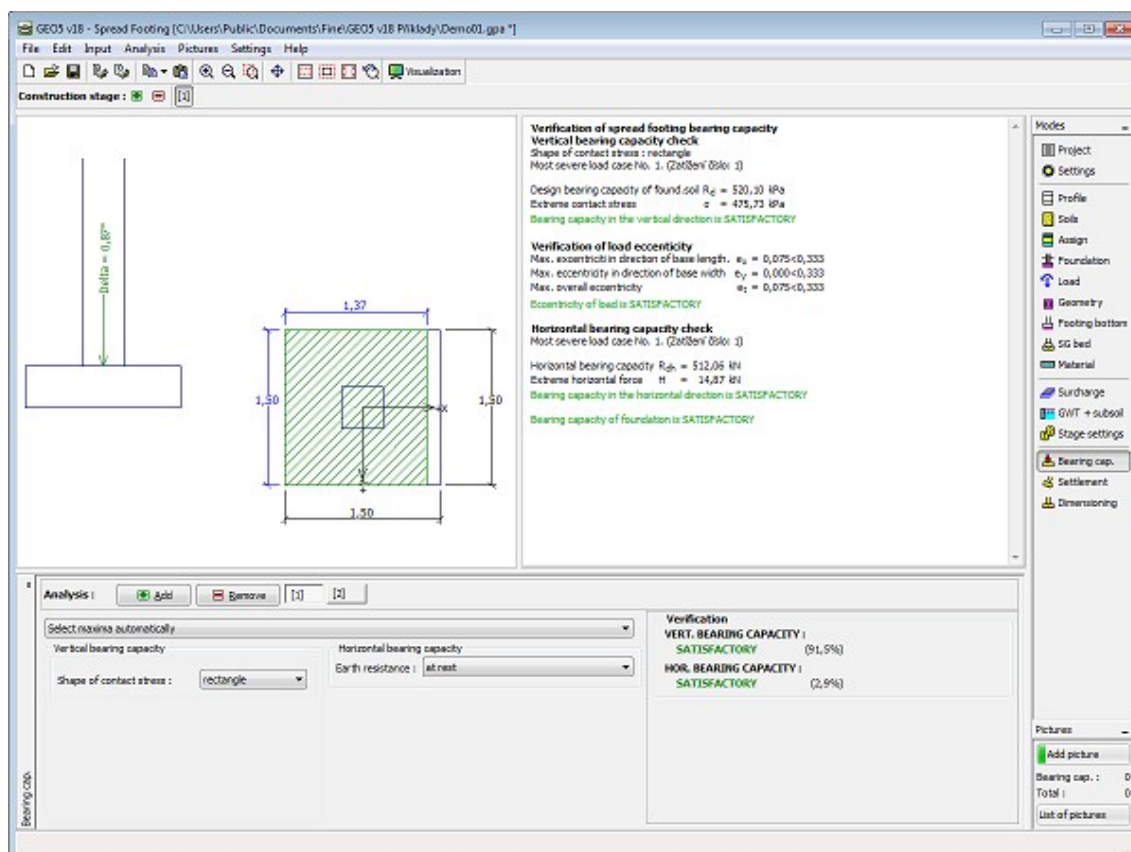 GEO5 v18 - Spread Footing [C:\Users\Public\Documents\Fine\GEO5 v18 Příklady\Demo01.gpa *]
File Edit Input Analysis Pictures Settings Help
Visualization
Construction stage : [1]
Delta = 0,87°
1,37
1,50
1,50
1,50
+x
Verification of spread footing bearing capacity
Vertical bearing capacity check
Shape of contact stress : rectangle
Most severe load case No. 1. (Zatížení číslo: 1)
Design bearing capacity of found.soil Rd = 520,10 kPa
Extreme contact stress σ = 475,73 kPa
Bearing capacity in the vertical direction is SATISFACTORY
Verification of load eccenticity
Max. excentricity in direction of base length. ex = 0,075<0,333
Max. eccentricity in direction of base width ey = 0,000<0,333
Max. overall eccentricity et = 0,075<0,333
Eccentricity of load is SATISFACTORY
Horizontal bearing capacity check
Most severe load case No. 1. (Zatížení číslo: 1)
Horizontal bearing capacity Rdh = 512,06 kN
Extreme horizontal force H = 14,87 kN
Bearing capacity in the horizontal direction is SATISFACTORY
Bearing capacity of foundation is SATISFACTORY
Modes
Project
Settings
Profile
Soils
Assign
Foundation
Load
Geometry
Footing bottom
SG bed
Material
Surcharge
GWT + subsoil
Stage settings
Bearing cap.
Settlement
Dimensioning
Bearing cap.
Analysis : Add Remove [1] [2]
Select maxima automatically
Vertical bearing capacity
Shape of contact stress : rectangle
Horizontal bearing capacity
Earth resistance : at rest
Verification
VERT. BEARING CAPACITY :
SATISFACTORY (91,5%)
HOR. BEARING CAPACITY :
SATISFACTORY (2,9%)
Pictures
Add picture
Bearing cap. : 0
Total : 0
List of pictures